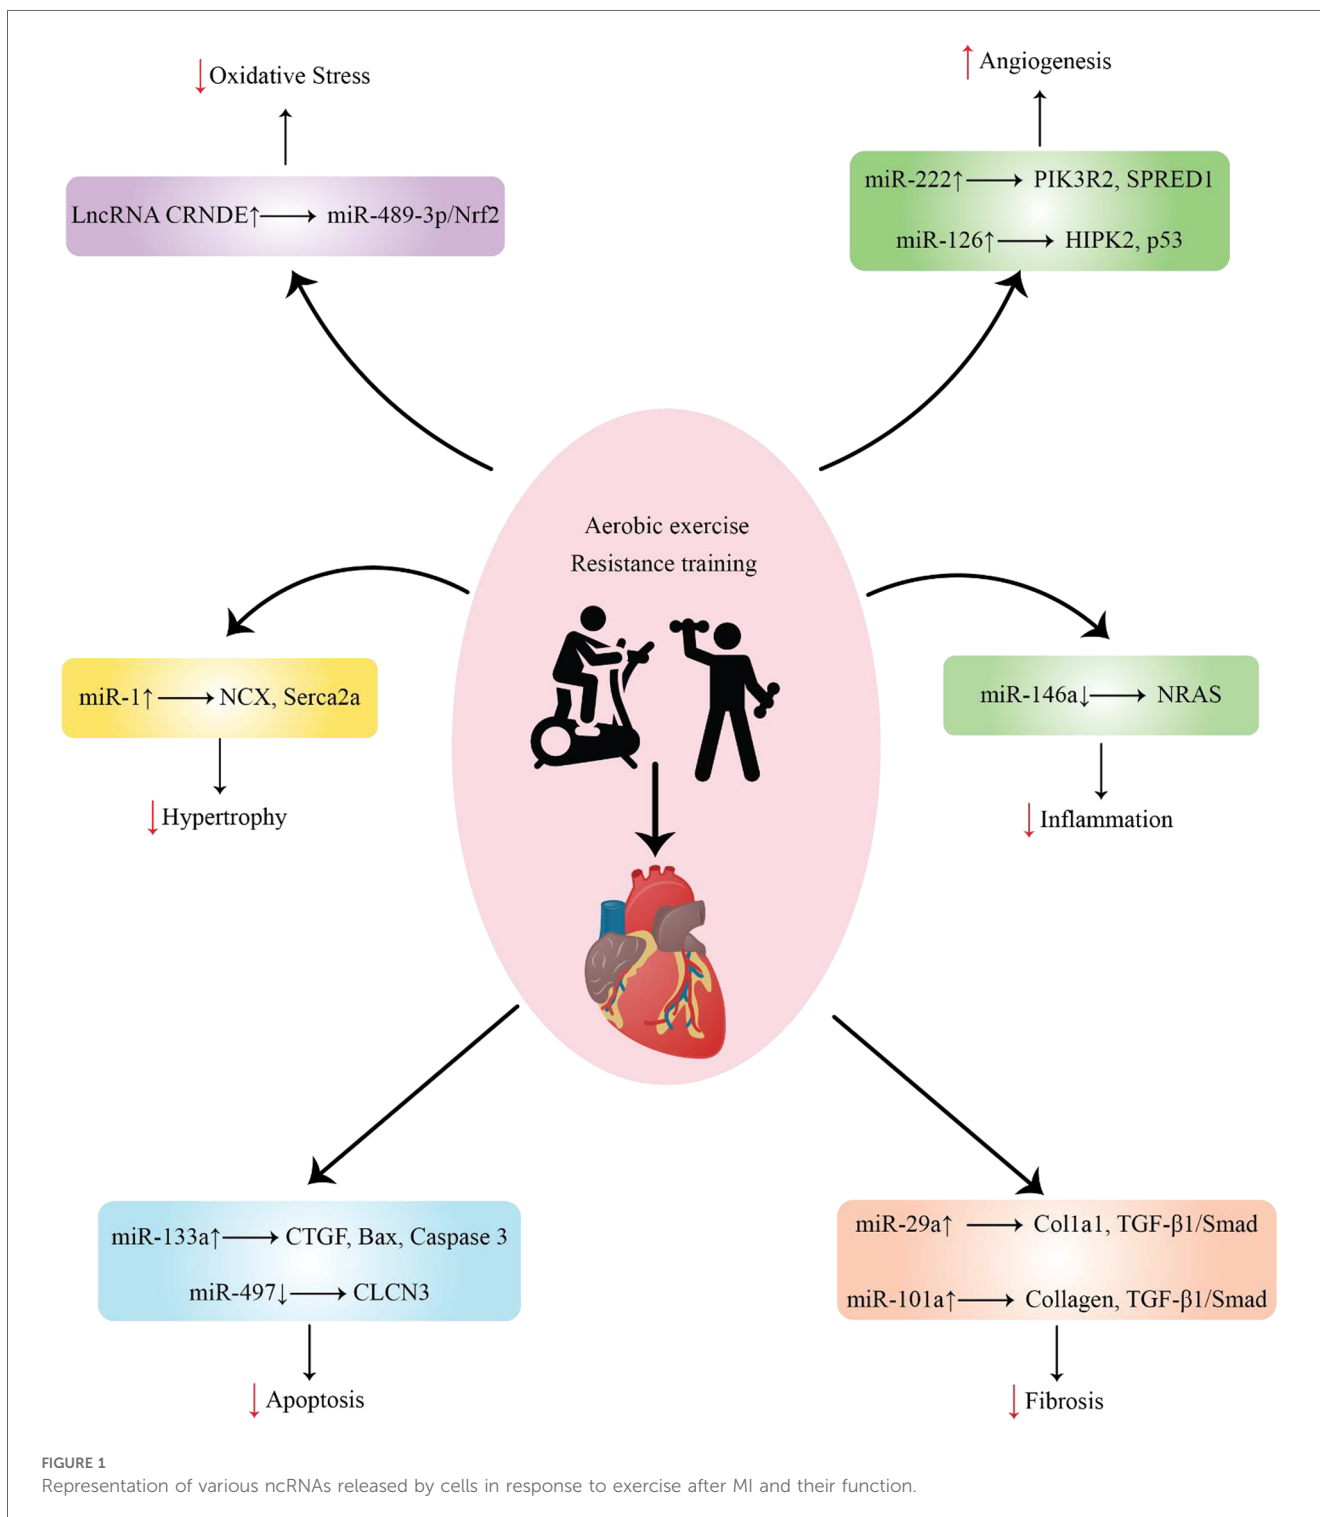 ↓ Oxidative Stress
LncRNA CRNDE↑ → miR-489-3p/Nrf2
↑ Angiogenesis
miR-222↑ → PIK3R2, SPRED1
miR-126↑ → HIPK2, p53
Aerobic exercise
Resistance training
miR-1↑ → NCX, Serca2a
↓ Hypertrophy
miR-146a↓ → NRAS
↓ Inflammation
miR-133a↑ → CTGF, Bax, Caspase 3
miR-497↓ → CLCN3
↓ Apoptosis
miR-29a↑ → Col1a1, TGF-β1/Smad
miR-101a↑ → Collagen, TGF-β1/Smad
↓ Fibrosis
FIGURE 1
Representation of various ncRNAs released by cells in response to exercise after MI and their function.